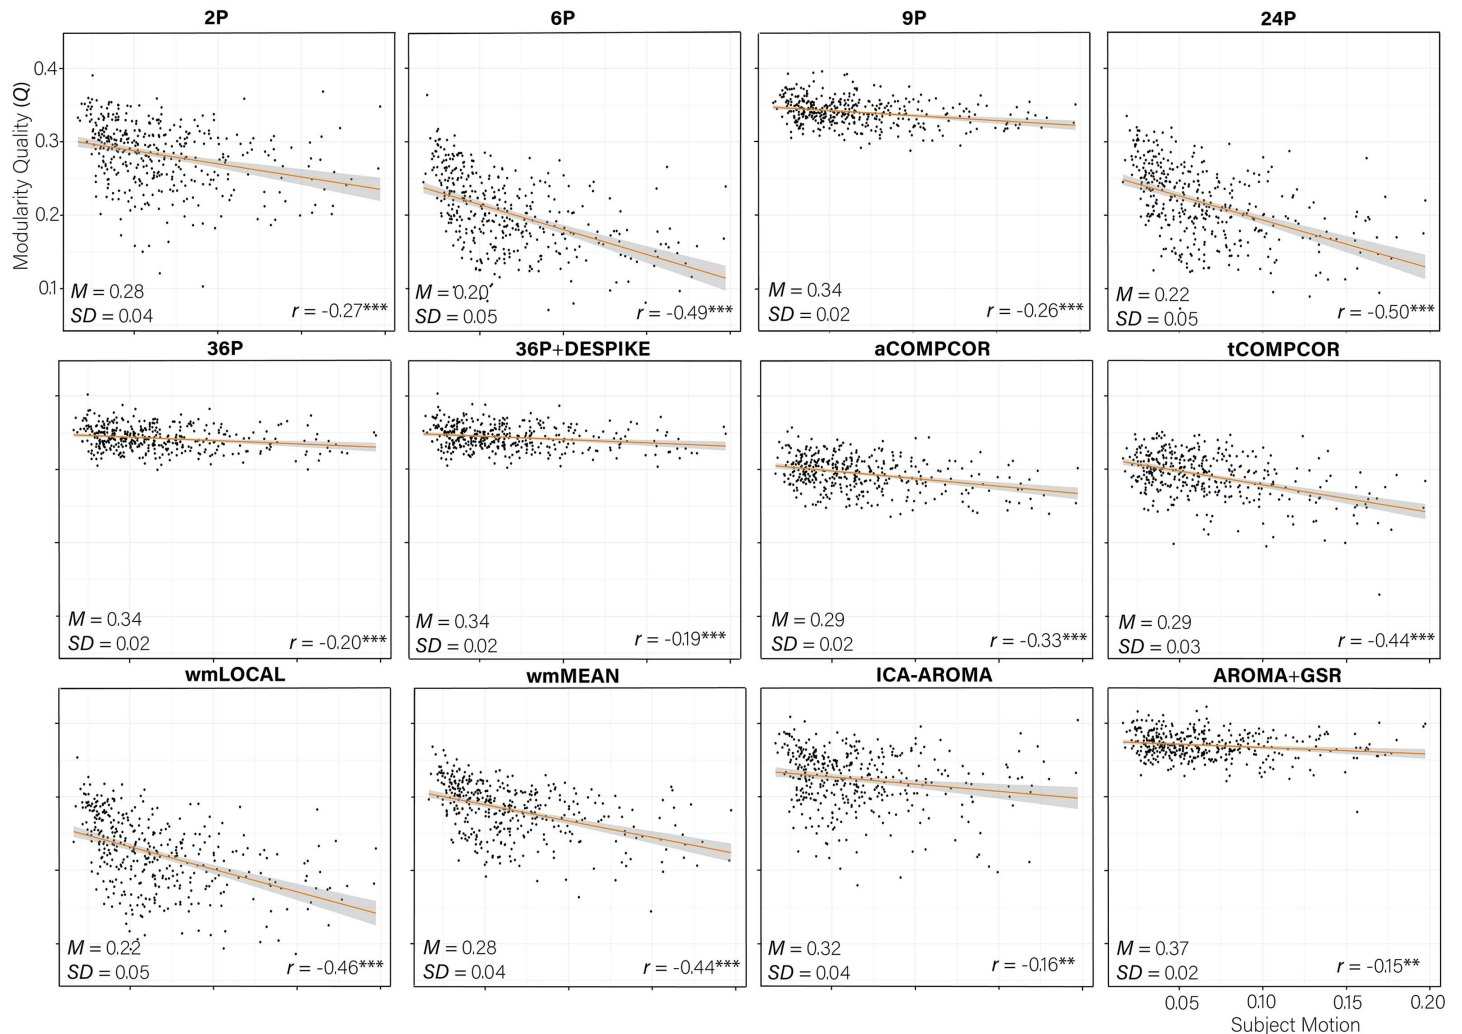 2P
6P
9P
24P
0.4
0.3
0.2
0.1
Modularity Quality (Q)
M = 0.28
SD = 0.04
r = -0.27***
M = 0.20
SD = 0.05
r = -0.49***
M = 0.34
SD = 0.02
r = -0.26***
M = 0.22
SD = 0.05
r = -0.50***
36P
36P+DESPIKE
aCOMPCOR
tCOMPCOR
M = 0.34
SD = 0.02
r = -0.20***
M = 0.34
SD = 0.02
r = -0.19***
M = 0.29
SD = 0.02
r = -0.33***
M = 0.29
SD = 0.03
r = -0.44***
wmLOCAL
wmMEAN
ICA-AROMA
AROMA+GSR
M = 0.22
SD = 0.05
r = -0.46***
M = 0.28
SD = 0.04
r = -0.44***
M = 0.32
SD = 0.04
r = -0.16**
M = 0.37
SD = 0.02
r = -0.15**
0.05 0.10 0.15 0.20
Subject Motion